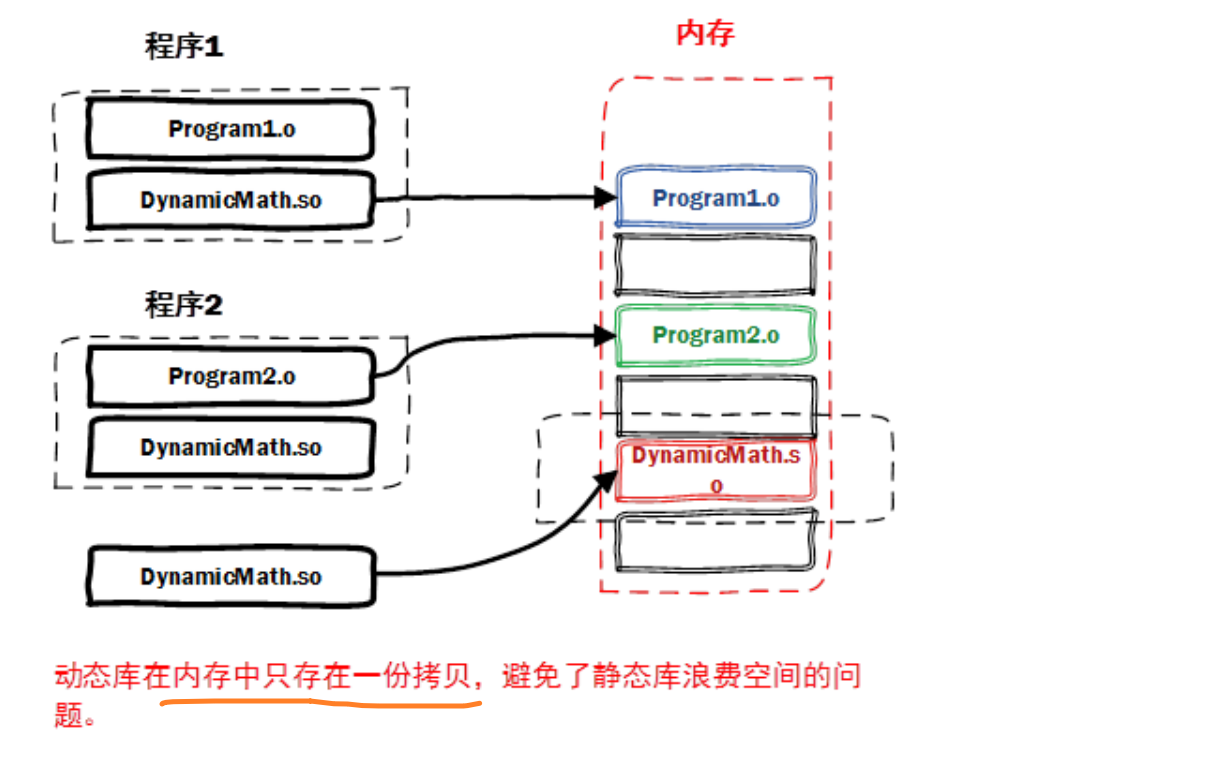 程序1
内存
Program1.o
DynamicMath.so
Program1.o
程序2
Program2.o
Program2.o
DynamicMath.so
DynamicMath.s
o
DynamicMath.so
动态库在内存中只存在一份拷贝，避免了静态库浪费空间的问
题。